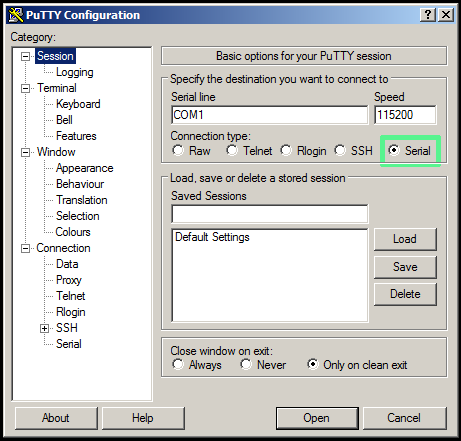 PuTTY Configuration
Category:
Session
Logging
Terminal
Keyboard
Bell
Features
Window
Appearance
Behaviour
Translation
Selection
Colours
Connection
Data
Proxy
Telnet
Rlogin
SSH
Serial
Basic options for your PuTTY session
Specify the destination you want to connect to
Serial line Speed
COM1 115200
Connection type:
Raw Telnet Rlogin SSH Serial
Load, save or delete a stored session
Saved Sessions
Default Settings
Load
Save
Delete
Close window on exit:
Always Never Only on clean exit
About Help Open Cancel